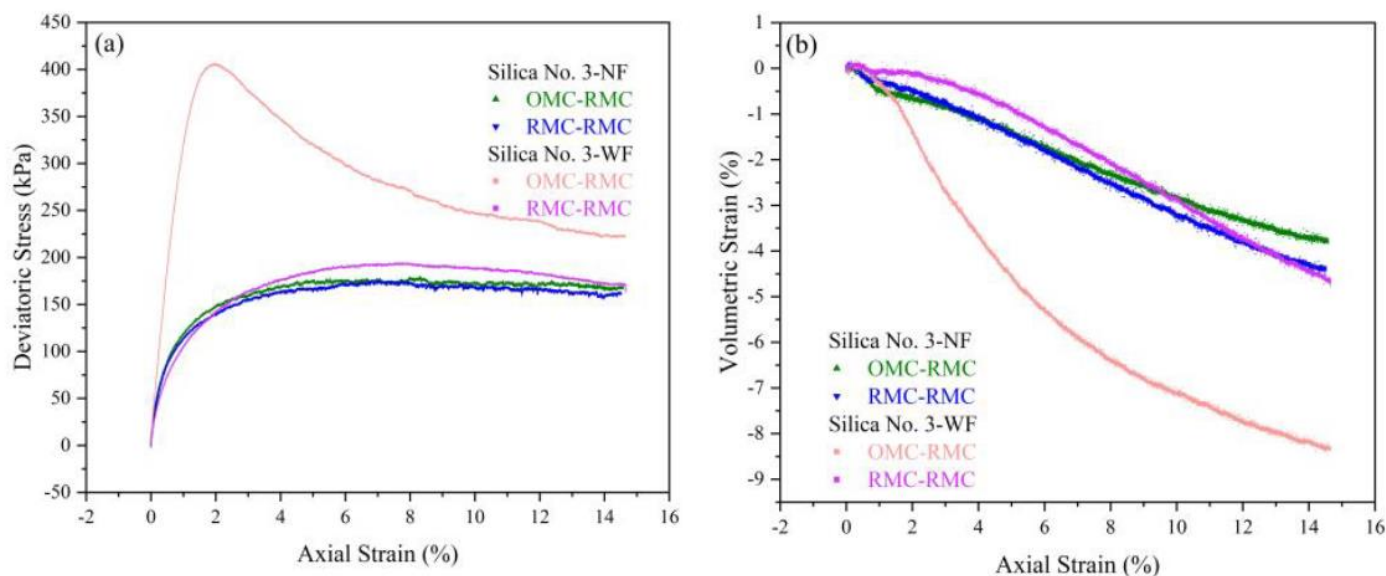 (a)
450
400
350
300
250
200
150
100
50
0
-50
Deviatoric Stress (kPa)
Silica No. 3-NF
OMC-RMC
RMC-RMC
Silica No. 3-WF
OMC-RMC
RMC-RMC
-2 0 2 4 6 8 10 12 14 16
Axial Strain (%)
(b)
1
0
-1
-2
-3
-4
-5
-6
-7
-8
-9
Volumetric Strain (%)
Silica No. 3-NF
OMC-RMC
RMC-RMC
Silica No. 3-WF
OMC-RMC
RMC-RMC
-2 0 2 4 6 8 10 12 14 16
Axial Strain (%)